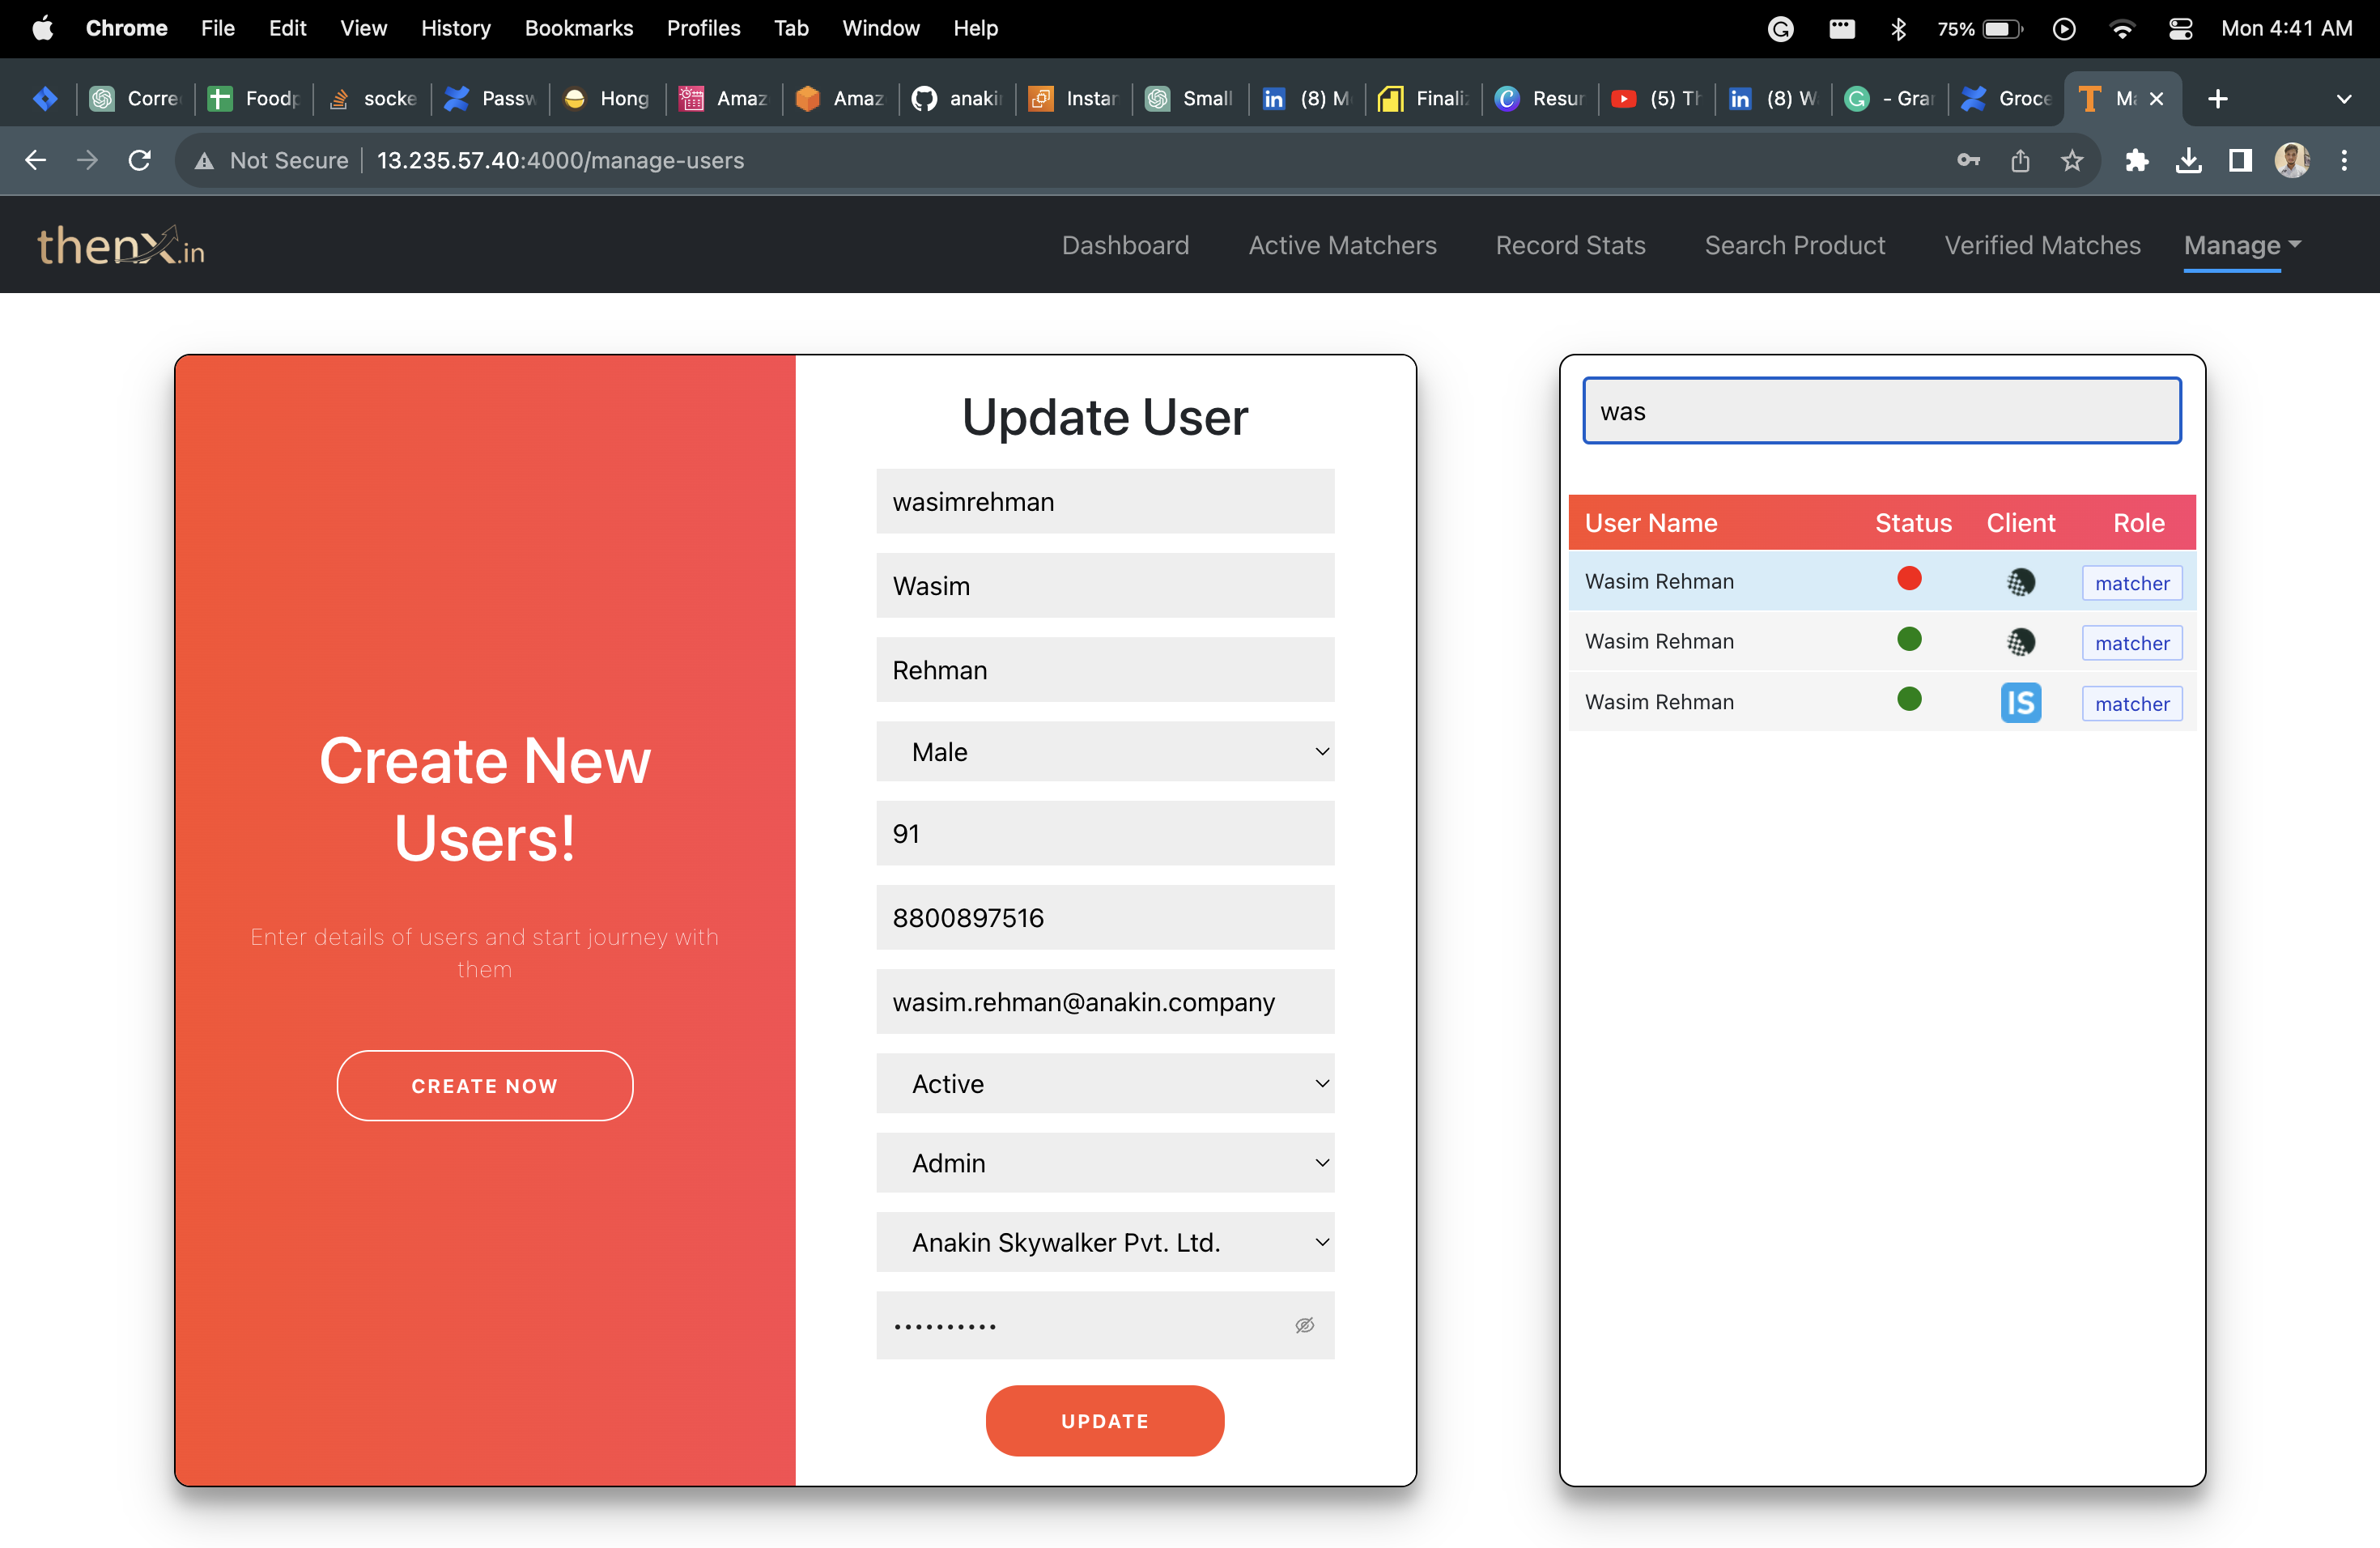 Chrome File Edit View History Bookmarks Profiles Tab Window Help 75% Mon 4:41 AM
Corre Foodp socke Passw Hong Amaz Amaz anaki Instan Small (8) M Finaliz Resur (5) Th (8) W - Gra Groce Ma
Not Secure 13.235.57.40:4000/manage-users
thenx.in Dashboard Active Matchers Record Stats Search Product Verified Matches Manage
Create New
Users!
Enter details of users and start journey with
them
CREATE NOW
Update User
wasimrehman
Wasim
Rehman
Male
91
8800897516
wasim.rehman@anakin.company
Active
Admin
Anakin Skywalker Pvt. Ltd.
••••••••••
UPDATE
was
User Name Status Client Role
Wasim Rehman matcher
Wasim Rehman matcher
Wasim Rehman IS matcher